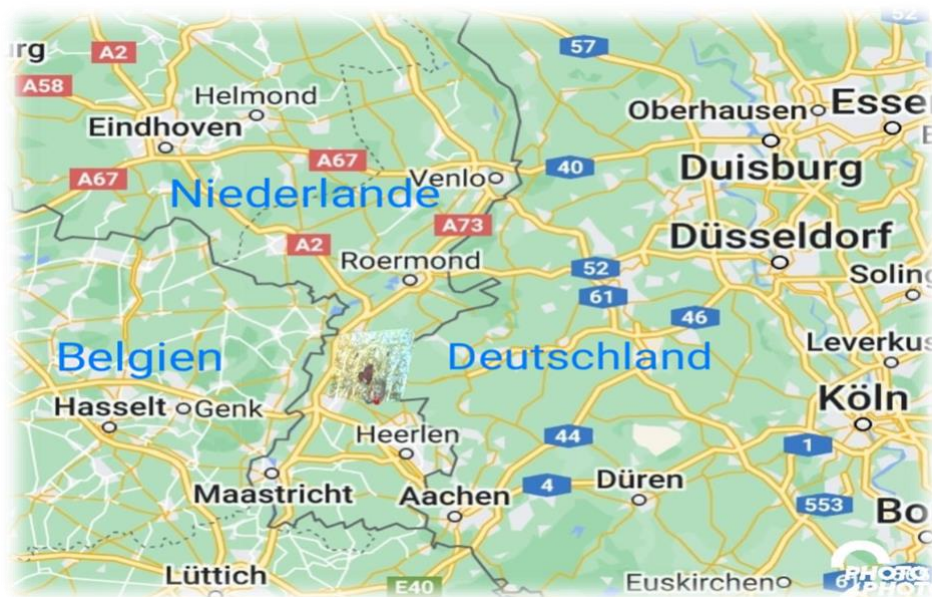 52
57
A2
urg
A58
Helmond
Oberhausen
Esse
Eindhoven
A67
A67
40
Venlo
Duisburg
Niederlande
A73
A2
Düsseldorf
Roermond
52
Soling
61
46
Belgien
Deutschland
Leverkus
Hasselt
Genk
Köln
Heerlen
44
1
Maastricht
Aachen
4
Düren
553
Bo
Lüttich
E40
Euskirchen